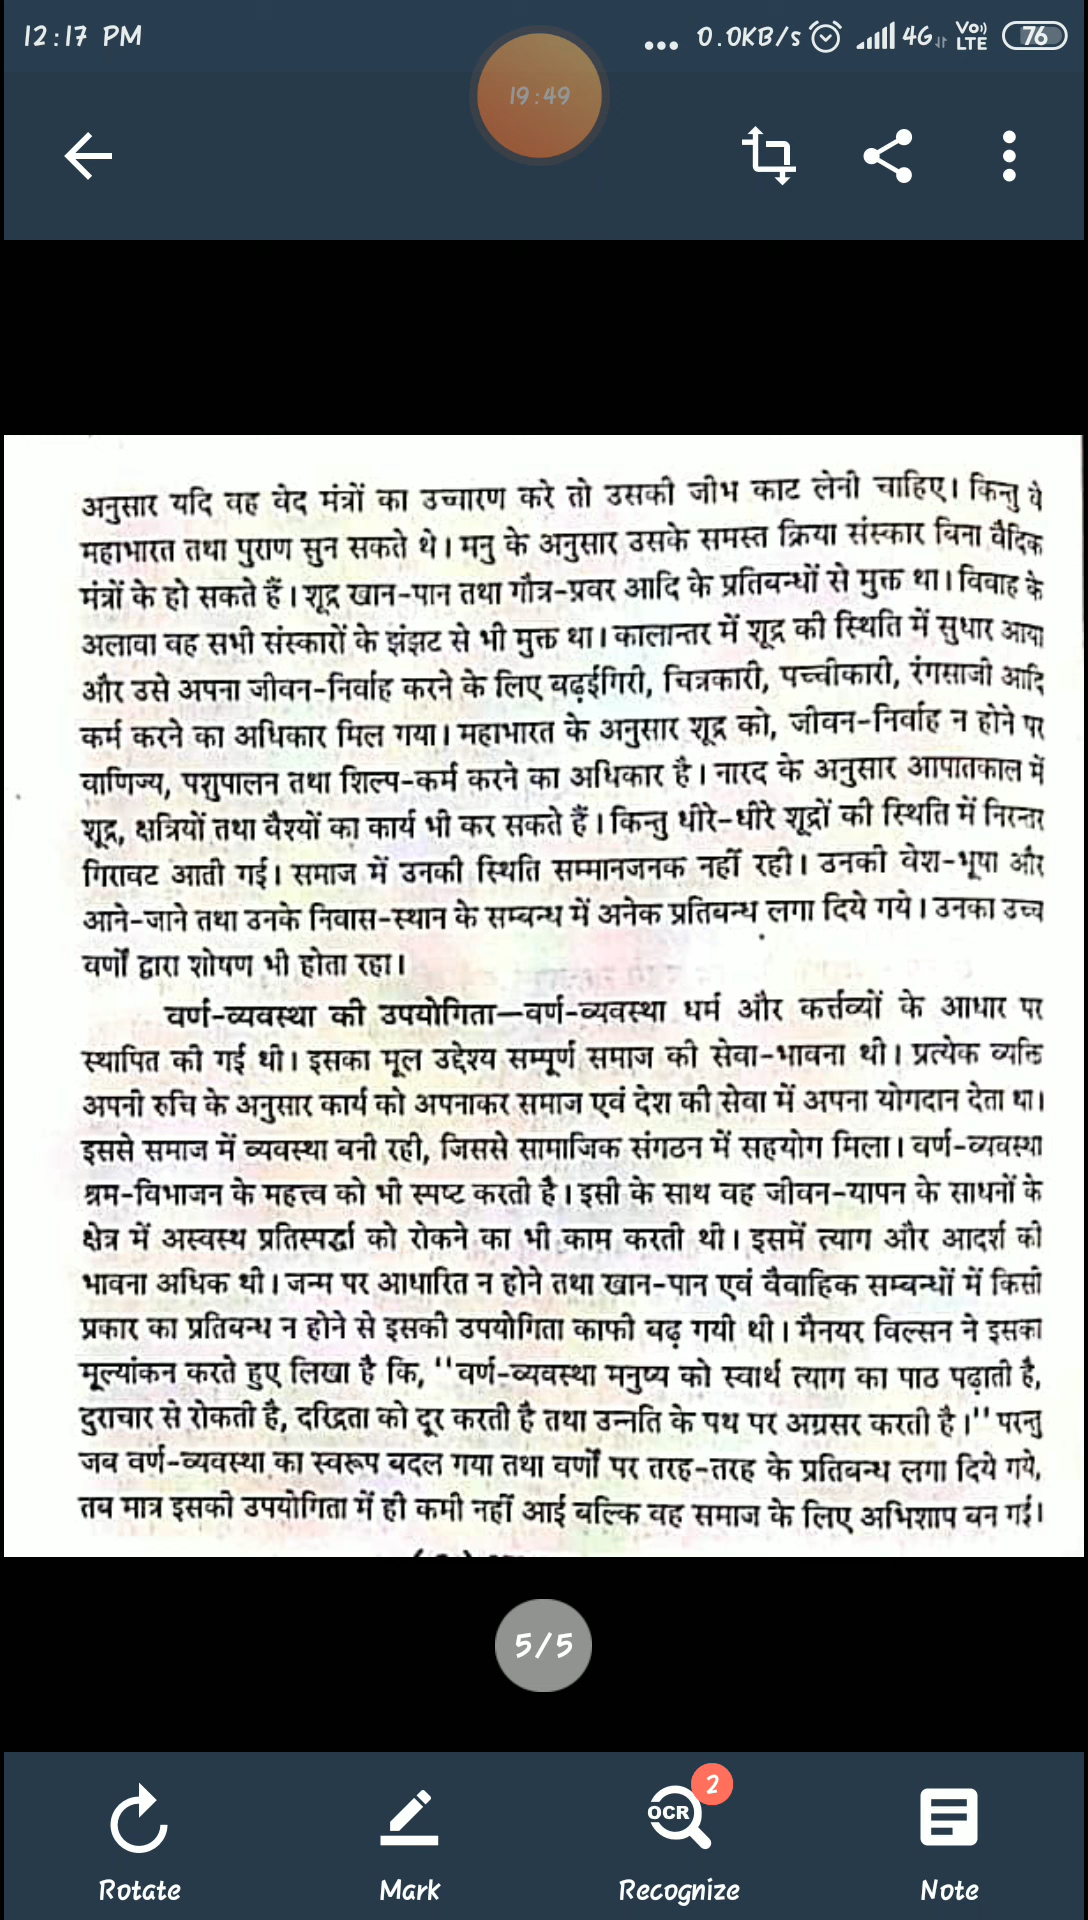 12:17 PM
... 0.0KB/s 4G VoLTE 76
19:49
अनुसार यदि वह वेद मंत्रों का उच्चारण करे तो उसकी जीभ काट लेनी चाहिए। किन्तु वे
महाभारत तथा पुराण सुन सकते थे। मनु के अनुसार उसके समस्त क्रिया संस्कार बिना वैदिक
मंत्रों के हो सकते हैं। शूद्र खान-पान तथा गौत्र-प्रवर आदि के प्रतिबन्धों से मुक्त था। विवाह के
अलावा वह सभी संस्कारों के झंझट से भी मुक्त था। कालान्तर में शूद्र की स्थिति में सुधार आया
और उसे अपना जीवन-निर्वाह करने के लिए बढ़ईगिरी, चित्रकारी, पच्चीकारी, रंगसाजी आदि
कर्म करने का अधिकार मिल गया। महाभारत के अनुसार शूद्र को, जीवन-निर्वाह न होने पर
वाणिज्य, पशुपालन तथा शिल्प-कर्म करने का अधिकार है। नारद के अनुसार आपातकाल में
शूद्र, क्षत्रियों तथा वैश्यों का कार्य भी कर सकते हैं। किन्तु धीरे-धीरे शूद्रों की स्थिति में निरन्तर
गिरावट आती गई। समाज में उनकी स्थिति सम्मानजनक नहीं रही। उनकी वेश-भूषा और
आने-जाने तथा उनके निवास-स्थान के सम्बन्ध में अनेक प्रतिबन्ध लगा दिये गये। उनका उच्च
वर्णों द्वारा शोषण भी होता रहा।
वर्ण-व्यवस्था की उपयोगिता—वर्ण-व्यवस्था धर्म और कर्त्तव्यों के आधार पर
स्थापित की गई थी। इसका मूल उद्देश्य सम्पूर्ण समाज की सेवा-भावना थी। प्रत्येक व्यक्ति
अपनी रुचि के अनुसार कार्य को अपनाकर समाज एवं देश की सेवा में अपना योगदान देता था।
इससे समाज में व्यवस्था बनी रही, जिससे सामाजिक संगठन में सहयोग मिला। वर्ण-व्यवस्था
श्रम-विभाजन के महत्त्व को भी स्पष्ट करती है। इसी के साथ वह जीवन-यापन के साधनों के
क्षेत्र में अस्वस्थ प्रतिस्पर्द्धा को रोकने का भी काम करती थी। इसमें त्याग और आदर्श की
भावना अधिक थी। जन्म पर आधारित न होने तथा खान-पान एवं वैवाहिक सम्बन्धों में किसी
प्रकार का प्रतिबन्ध न होने से इसकी उपयोगिता काफी बढ़ गयी थी। मैनयर विल्सन ने इसका
मूल्यांकन करते हुए लिखा है कि, ''वर्ण-व्यवस्था मनुष्य को स्वार्थ त्याग का पाठ पढ़ाती है,
दुराचार से रोकती है, दरिद्रता को दूर करती है तथा उन्नति के पथ पर अग्रसर करती है।'' परन्तु
जब वर्ण-व्यवस्था का स्वरूप बदल गया तथा वर्णों पर तरह-तरह के प्रतिबन्ध लगा दिये गये,
तब मात्र इसकी उपयोगिता में ही कमी नहीं आई बल्कि वह समाज के लिए अभिशाप बन गई।
5/5
OCR 2
Rotate Mark Recognize Note